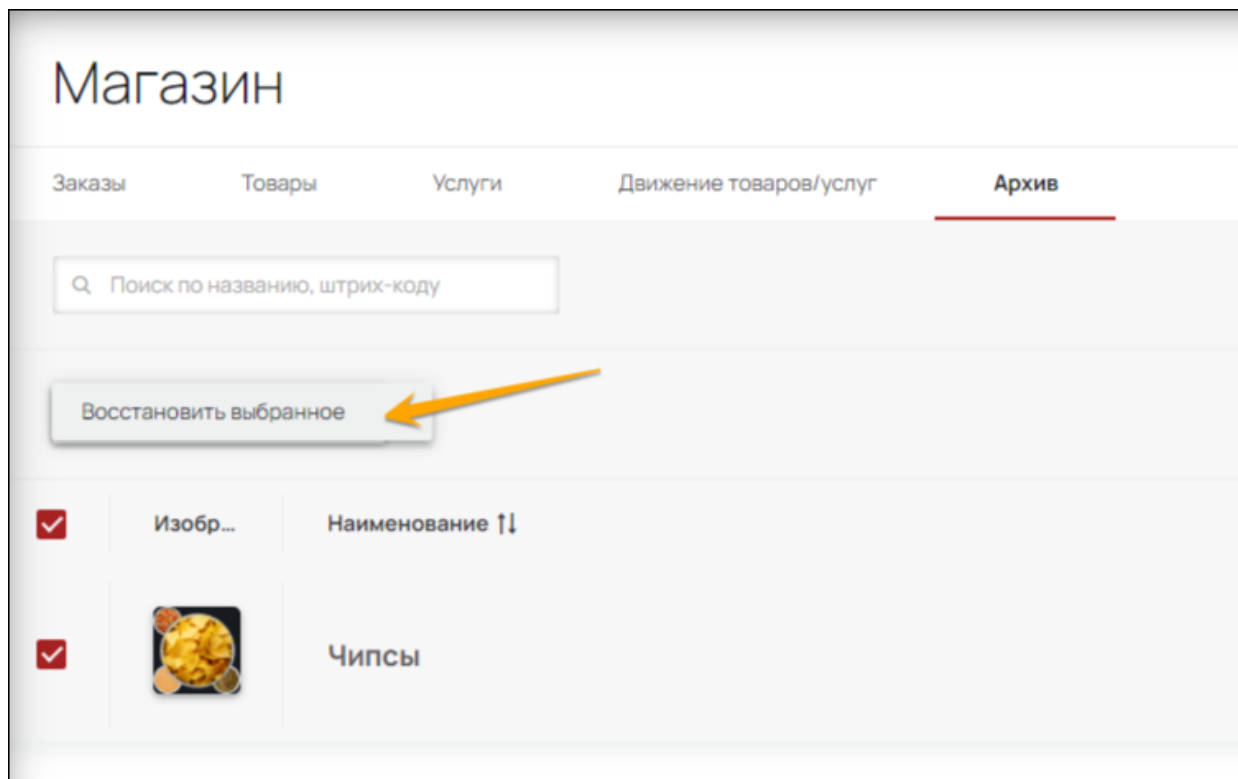 Магазин
Заказы Товары Услуги Движение товаров/услуг Архив
Поиск по названию, штрих-коду
Восстановить выбранное
Изобр... Наименование ↑↓
Чипсы